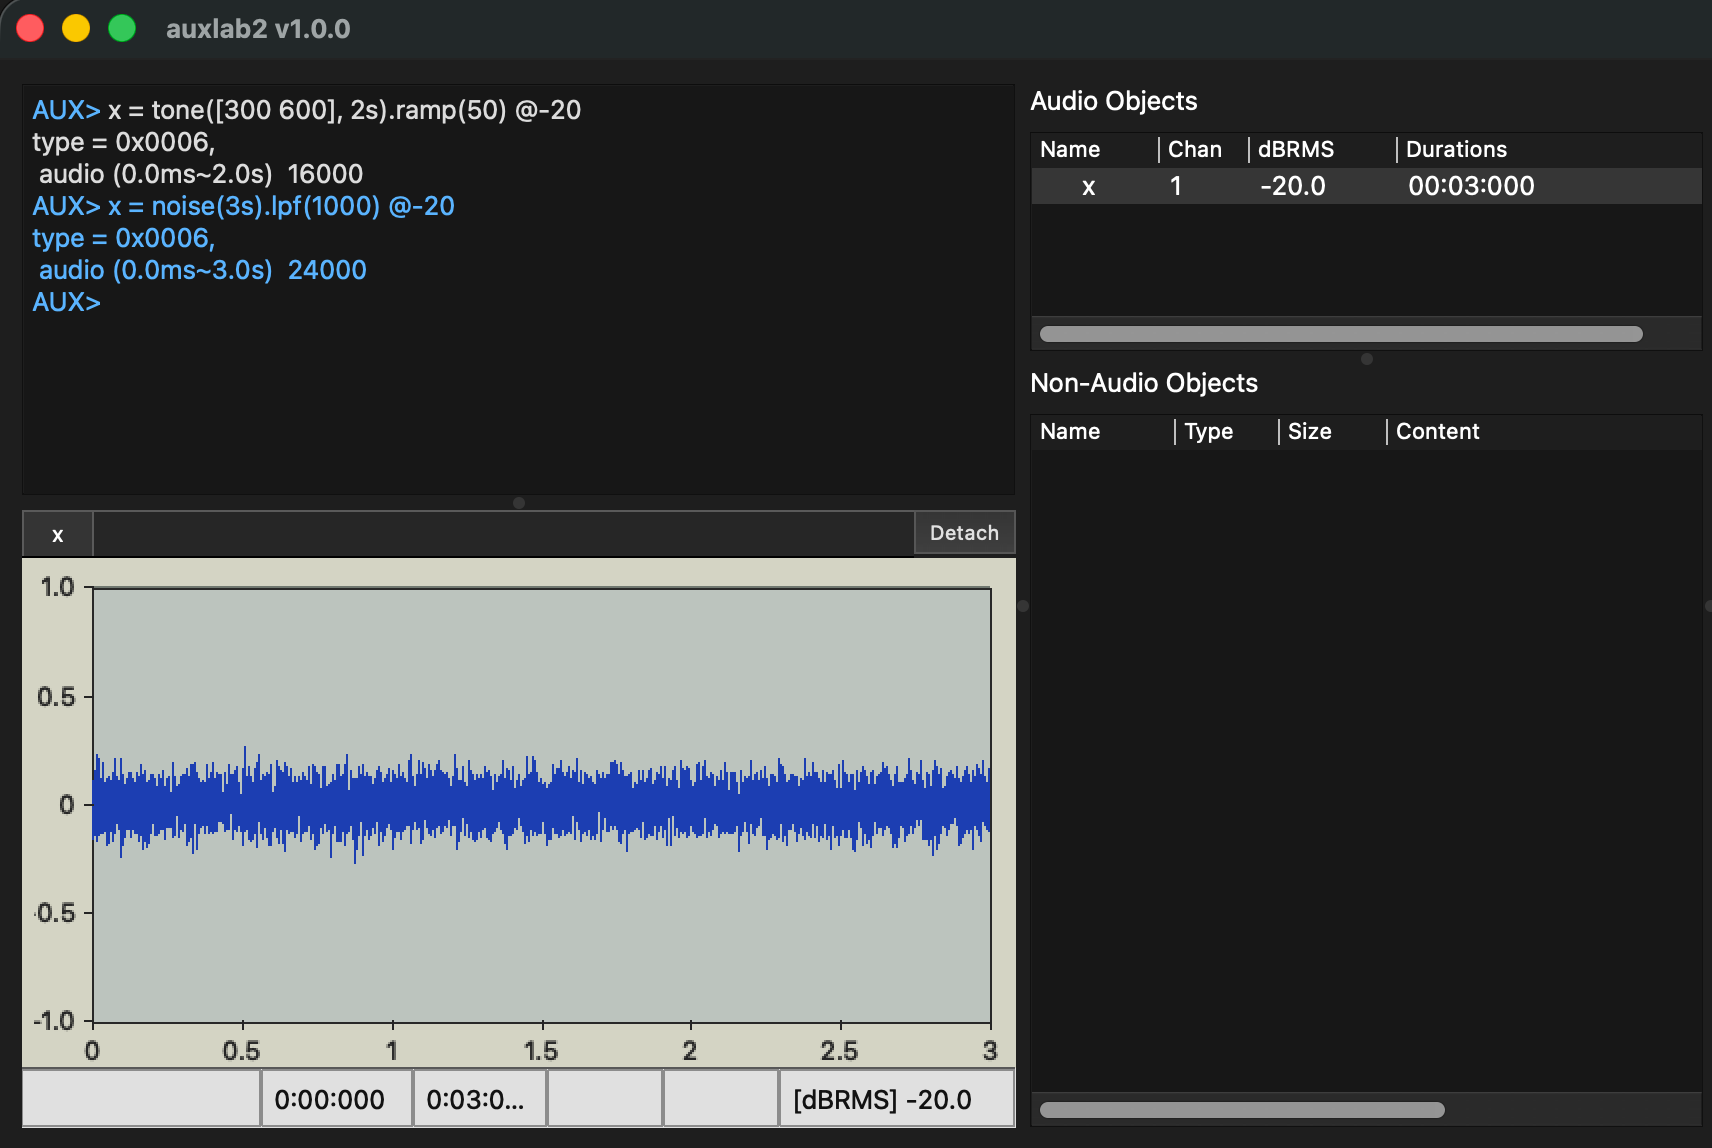 auxlab2 v1.0.0
AUX> x = tone([300 600], 2s).ramp(50) @-20
type = 0x0006,
audio (0.0ms~2.0s)  16000
AUX> x = noise(3s).lpf(1000) @-20
type = 0x0006,
audio (0.0ms~3.0s)  24000
AUX>
x
Detach
1.0
0.5
0
-0.5
-1.0
0 0.5 1 1.5 2 2.5 3
0:00:000 0:03:0... [dBRMS] -20.0
Audio Objects
Name Chan dBRMS Durations
x 1 -20.0 00:03:000
Non-Audio Objects
Name Type Size Content